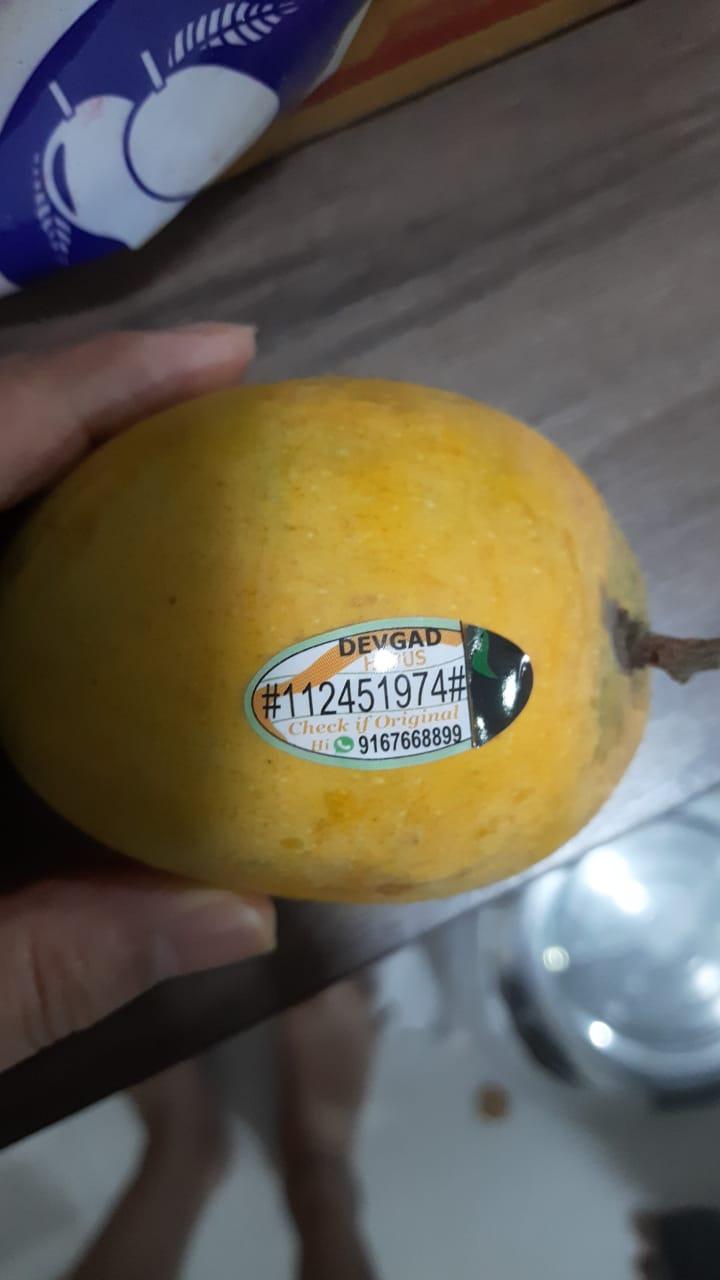 DEVGAD
#112451974#
Check if Original
Hi 9167668899